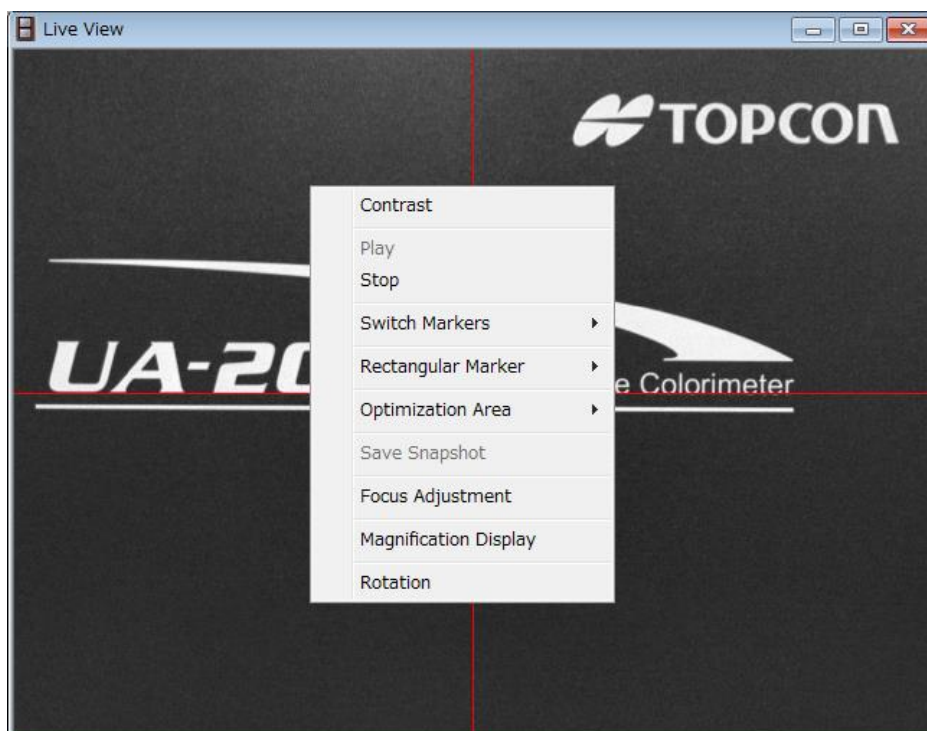 Live View
TOPCON
Contrast
Play
Stop
Switch Markers
Rectangular Marker
UA-20
e Colorimeter
Optimization Area
Save Snapshot
Focus Adjustment
Magnification Display
Rotation